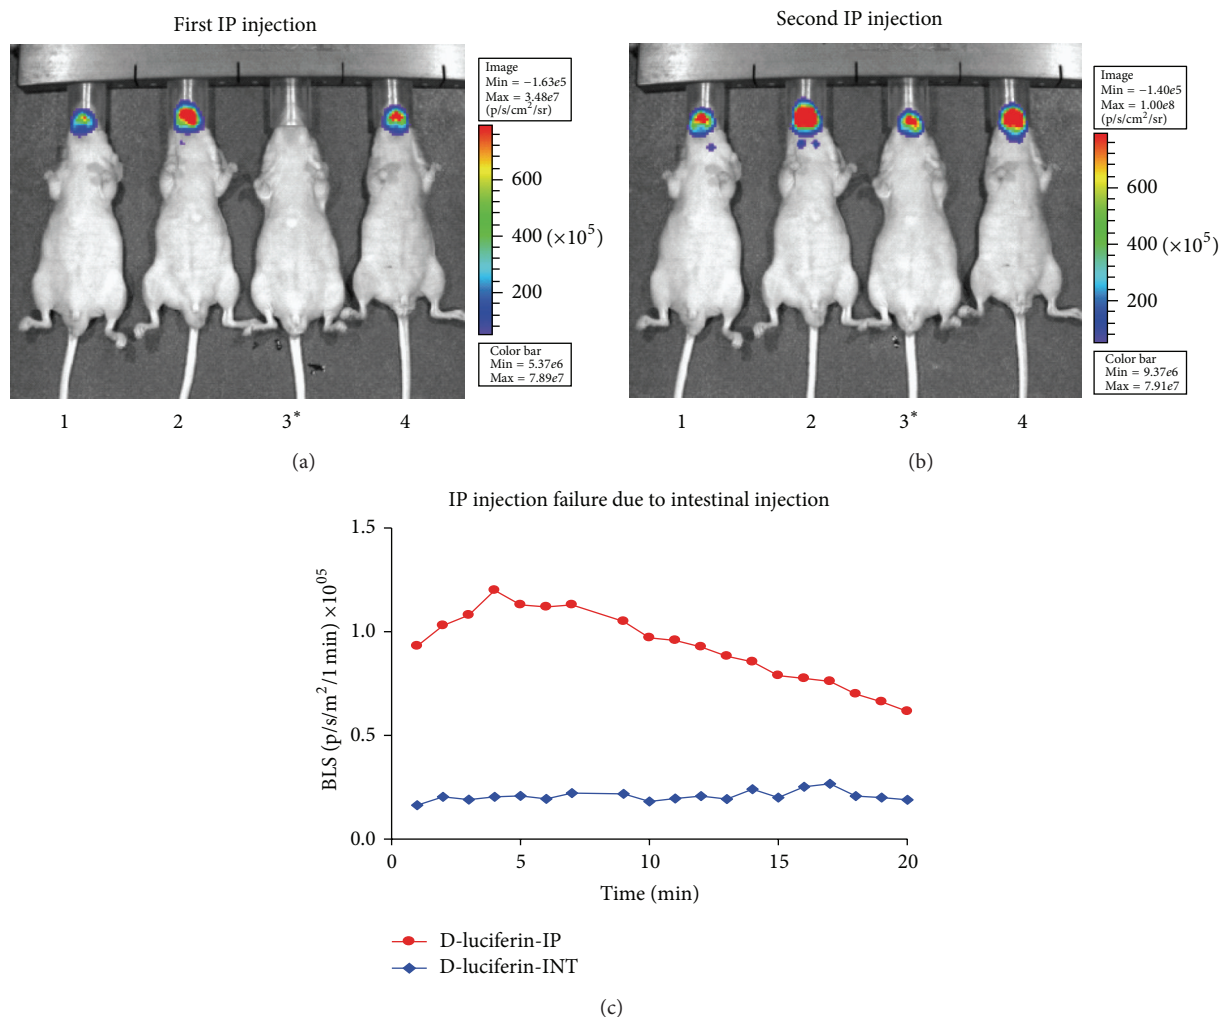 First IP injection
Image
Min = −1.63e5
Max = 3.48e7
(p/s/cm²/sr)
600
400 (×10⁵)
200
Color bar
Min = 5.37e6
Max = 7.89e7
1 2 3* 4
(a)
Second IP injection
Image
Min = −1.40e5
Max = 1.00e8
(p/s/cm²/sr)
600
400 (×10⁵)
200
Color bar
Min = 9.37e6
Max = 7.91e7
1 2 3* 4
(b)
IP injection failure due to intestinal injection
BLS (p/s/m²/1 min) ×10⁰⁵
1.5
1.0
0.5
0.0
0 5 10 15 20
Time (min)
D-luciferin-IP
D-luciferin-INT
(c)